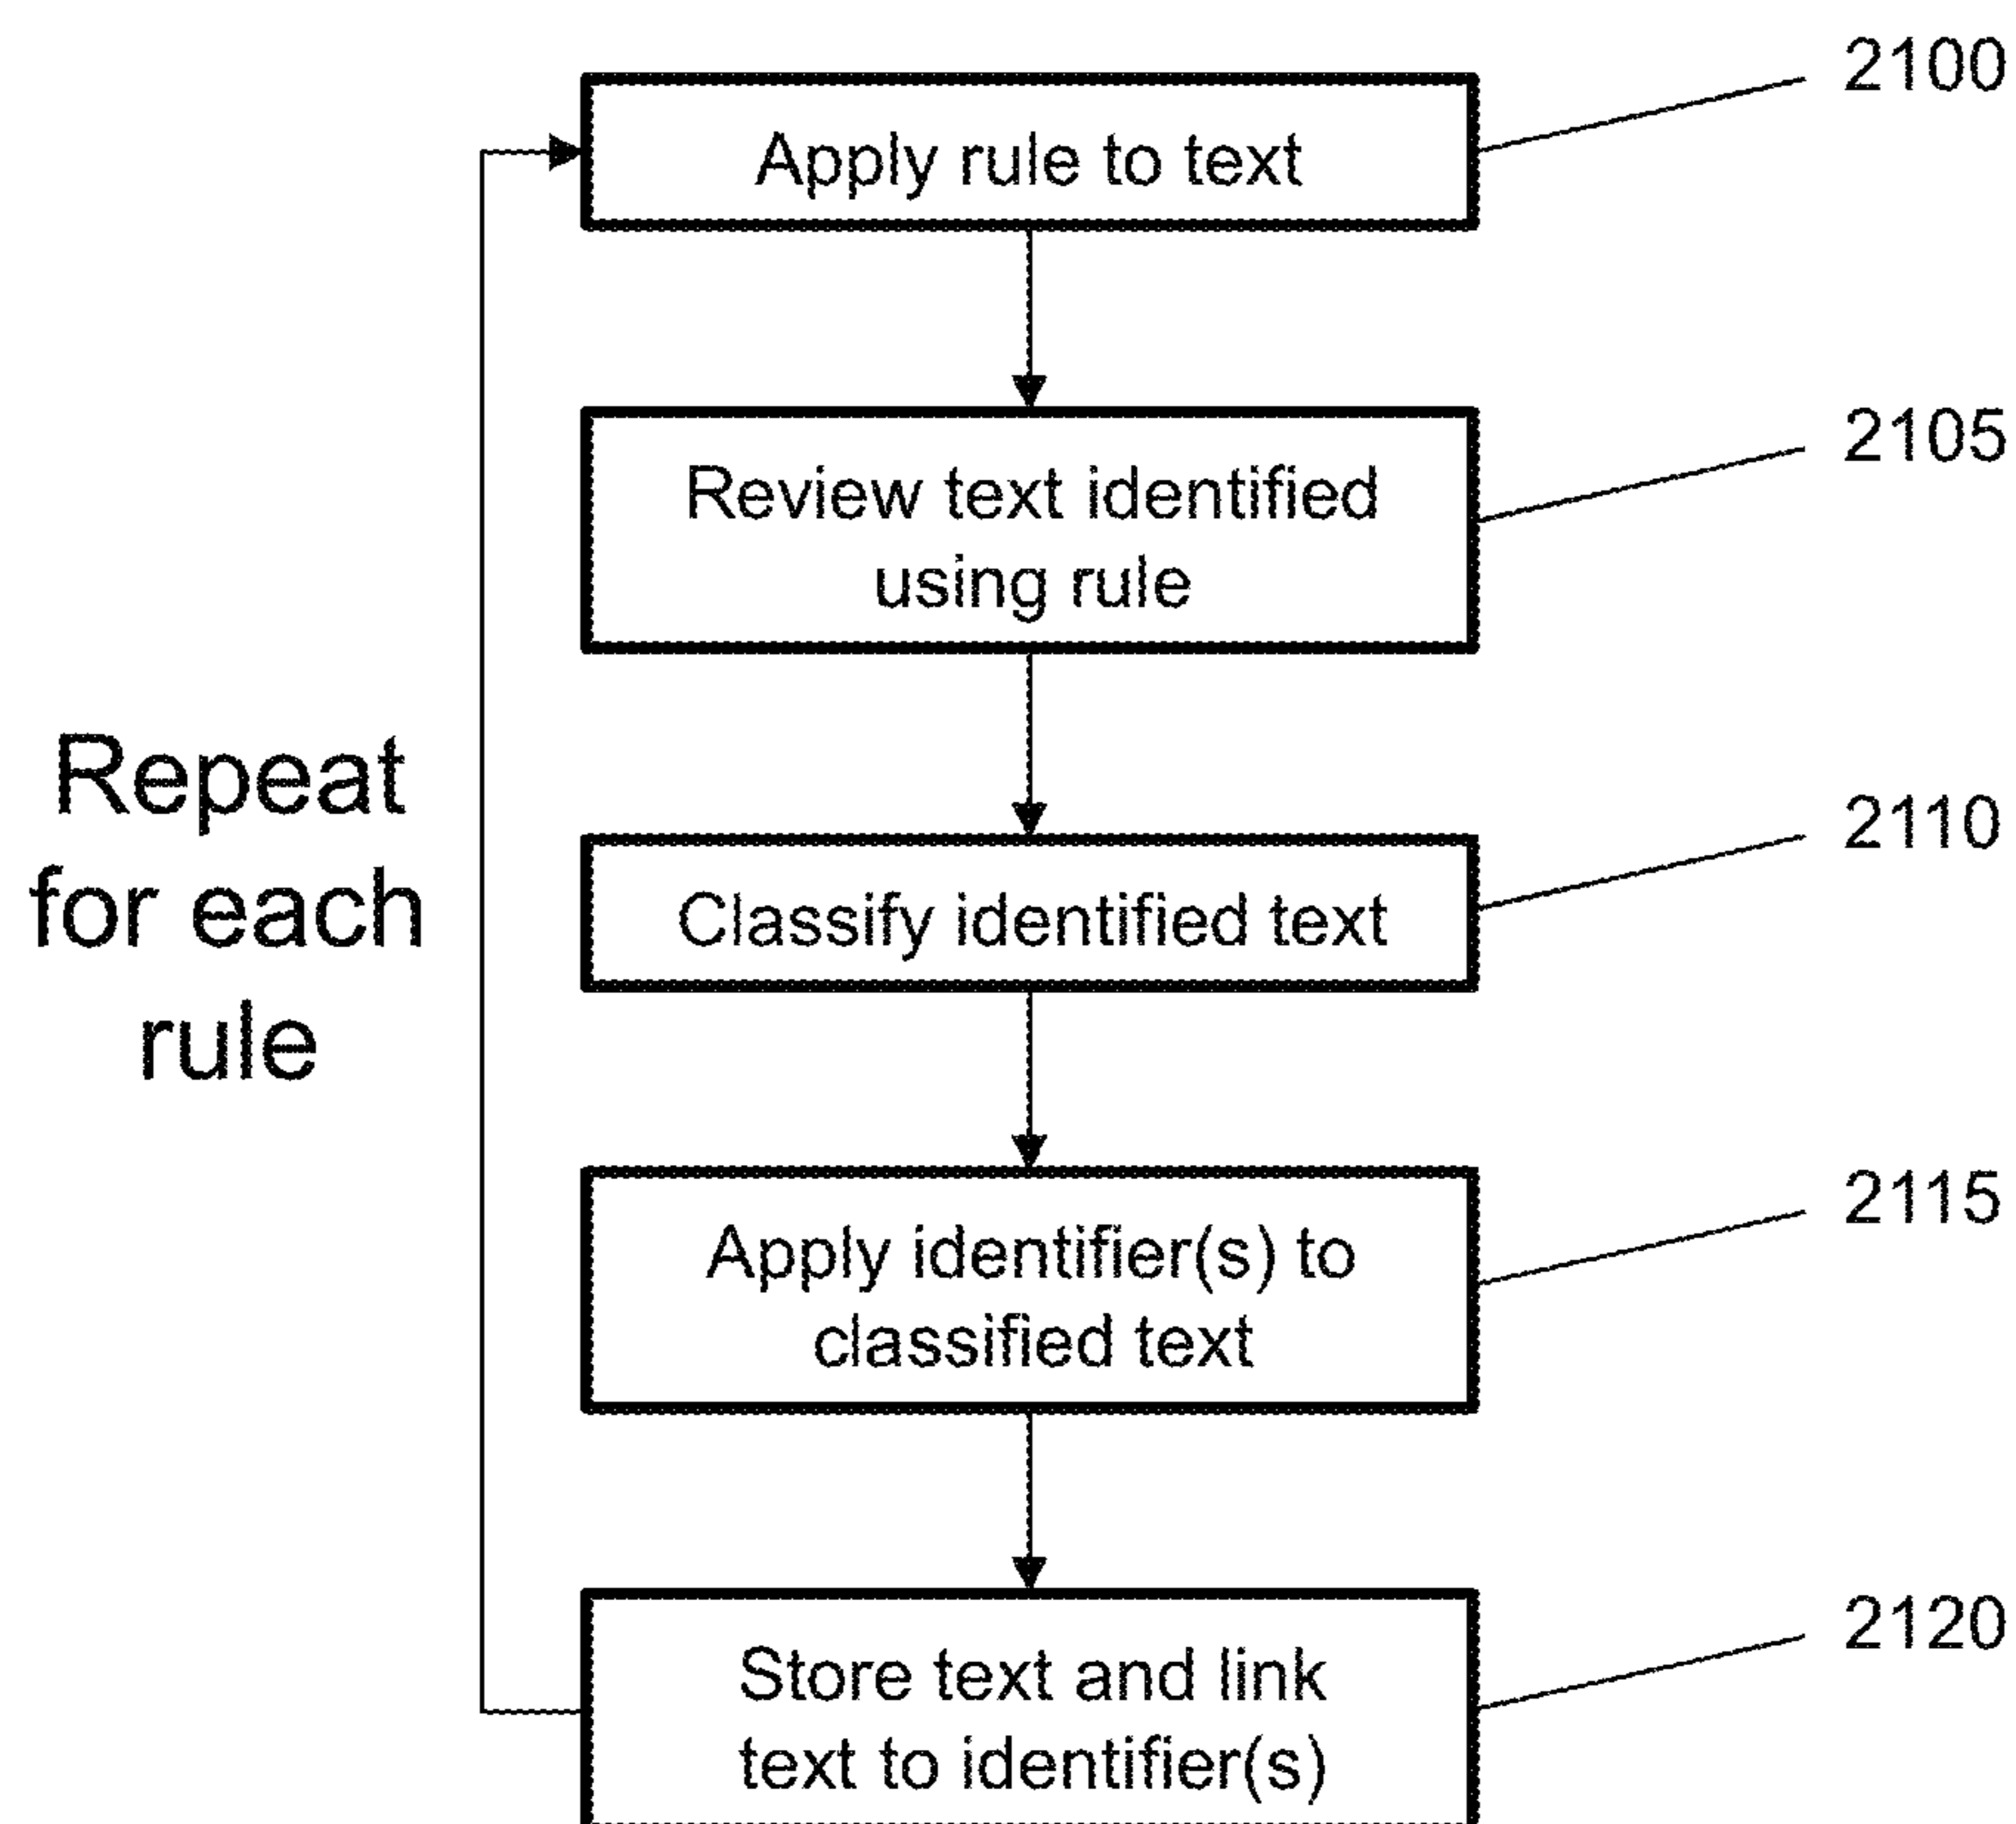 2100
Apply rule to text
2105
Review text identified
using rule
Repeat
for each
rule
2110
Classify identified text
2115
Apply identifier(s) to
classified text
2120
Store text and link
text to identifier(s)